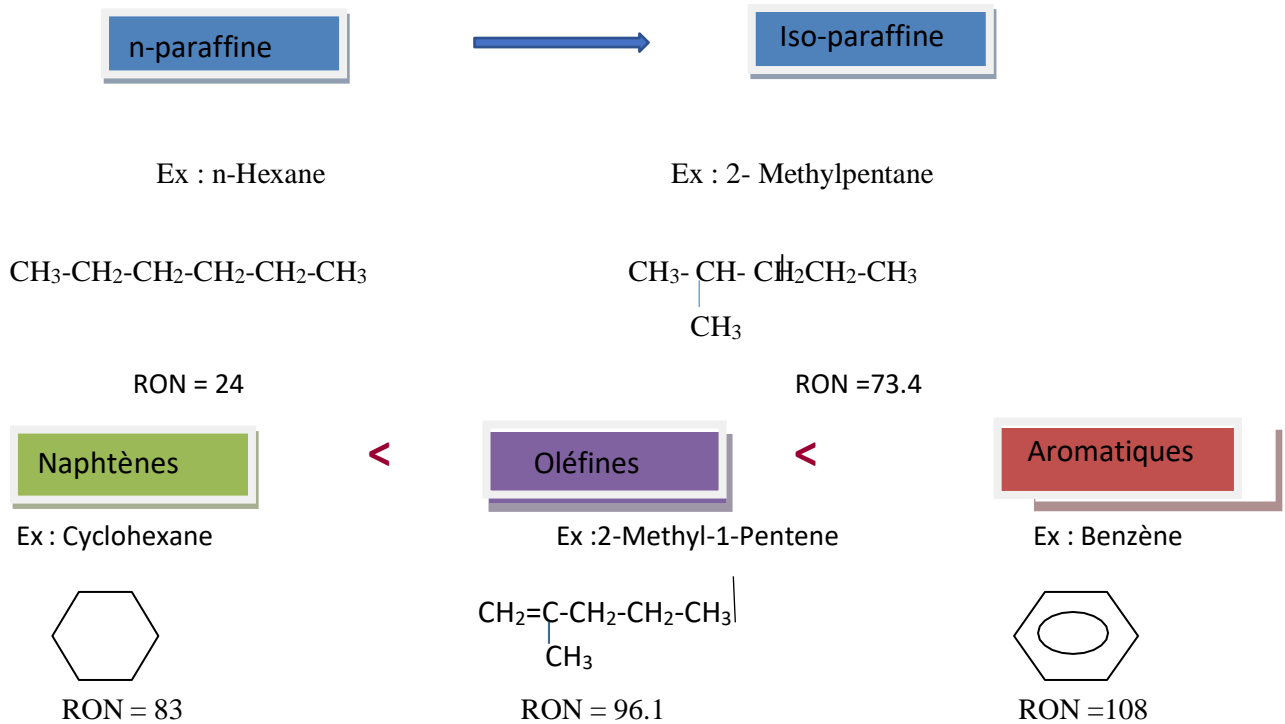 n-paraffine
Iso-paraffine
Ex : n-Hexane
Ex : 2- Methylpentane
CH3-CH2-CH2-CH2-CH2-CH3
CH3- CH- CH2CH2-CH3
CH3
RON = 24
RON =73.4
Naphtènes
<
Oléfines
<
Aromatiques
Ex : Cyclohexane
Ex :2-Methyl-1-Pentene
Ex : Benzène
CH2=C-CH2-CH2-CH3
CH3
RON = 83
RON = 96.1
RON =108